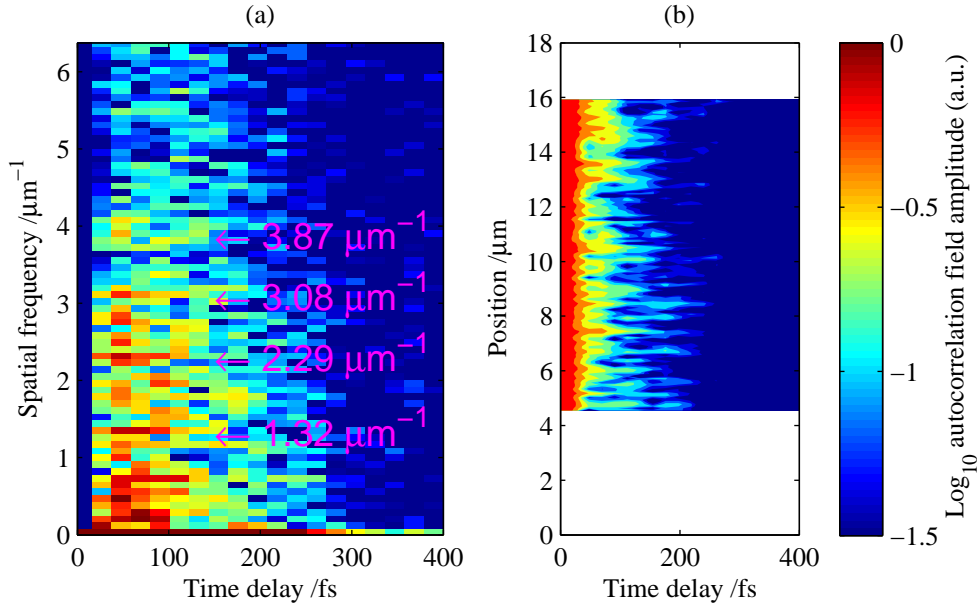 (a)
6
5
4
3
2
1
0
Spatial frequency /μm⁻¹
← 3.87 μm⁻¹
← 3.08 μm⁻¹
← 2.29 μm⁻¹
← 1.32 μm⁻¹
0 100 200 300 400
Time delay /fs
(b)
18
16
14
12
10
8
6
4
2
0
Position /μm
0 200 400
Time delay /fs
0
−0.5
−1
−1.5
Log₁₀ autocorrelation field amplitude (a.u.)